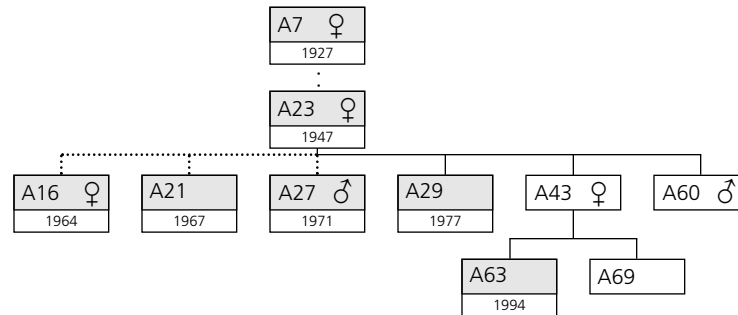 A7 ♀
1927
A23 ♀
1947
A16 ♀
1964
A21
1967
A27 ♂
1971
A29
1977
A43 ♀
A60 ♂
A63
1994
A69